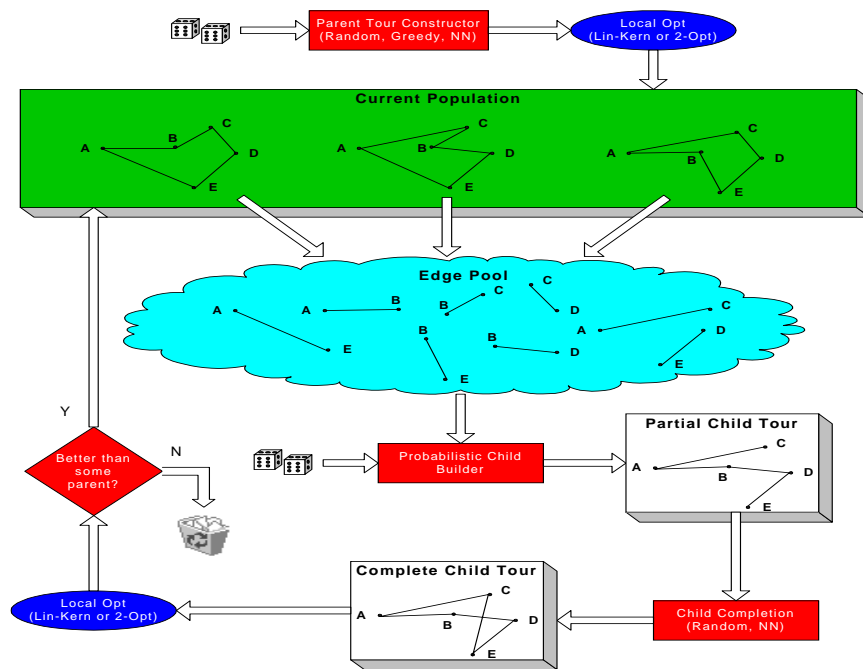 Parent Tour Constructor
(Random, Greedy, NN)
Local Opt
(Lin-Kern or 2-Opt)
Current Population
A B C D E
A B C D E
A B C D E
Edge Pool
A E
A B
B C
C D
A C
B E
B D
D E
Y
N
Better than
some
parent?
Probabilistic Child
Builder
Partial Child Tour
A B C D E
Complete Child Tour
A B C D E
Local Opt
(Lin-Kern or 2-Opt)
Child Completion
(Random, NN)